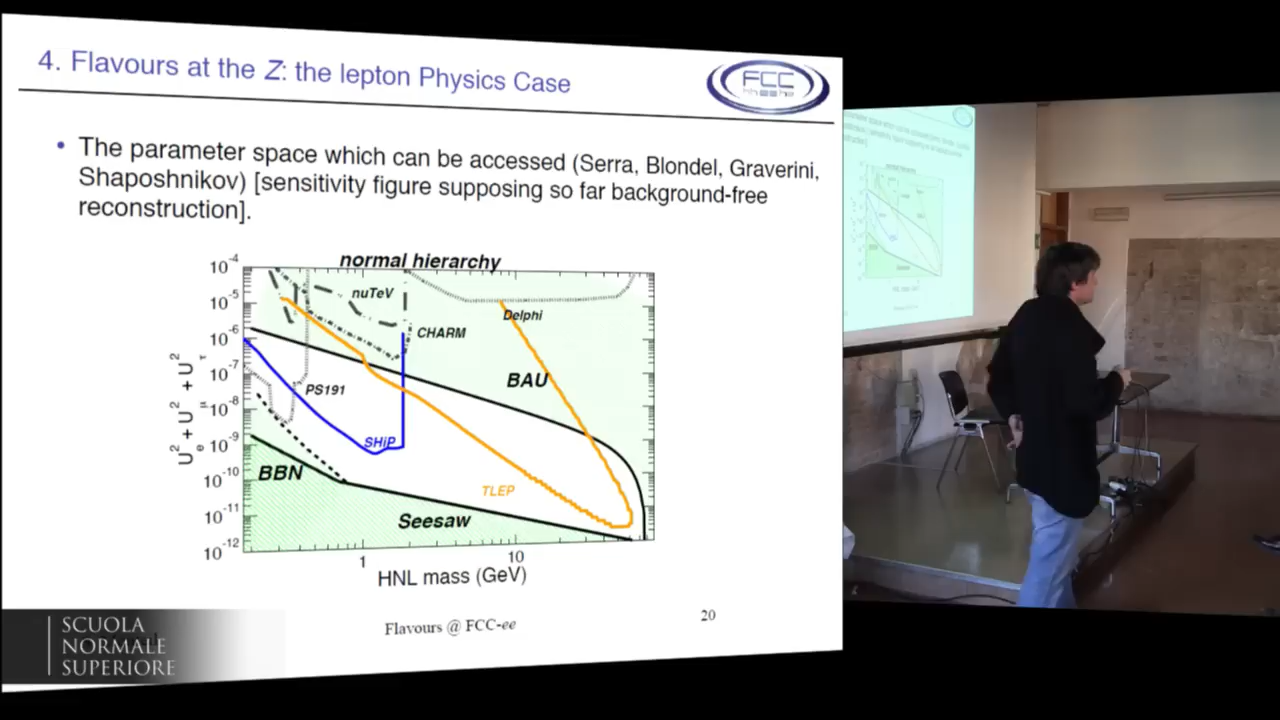 4. Flavours at the Z: the lepton Physics Case
FCC
hh ee he
• The parameter space which can be accessed (Serra, Blondel, Graverini,
Shaposhnikov) [sensitivity figure supposing so far background-free
reconstruction].
normal hierarchy
10-4
10-5
10-6
10-7
10-8
10-9
10-10
10-11
10-12
U2e + U2μ + U2τ
nuTeV
CHARM
Delphi
BAU
PS191
SHiP
BBN
TLEP
Seesaw
1
10
HNL mass (GeV)
Flavours @ FCC-ee
20
SCUOLA
NORMALE
SUPERIORE